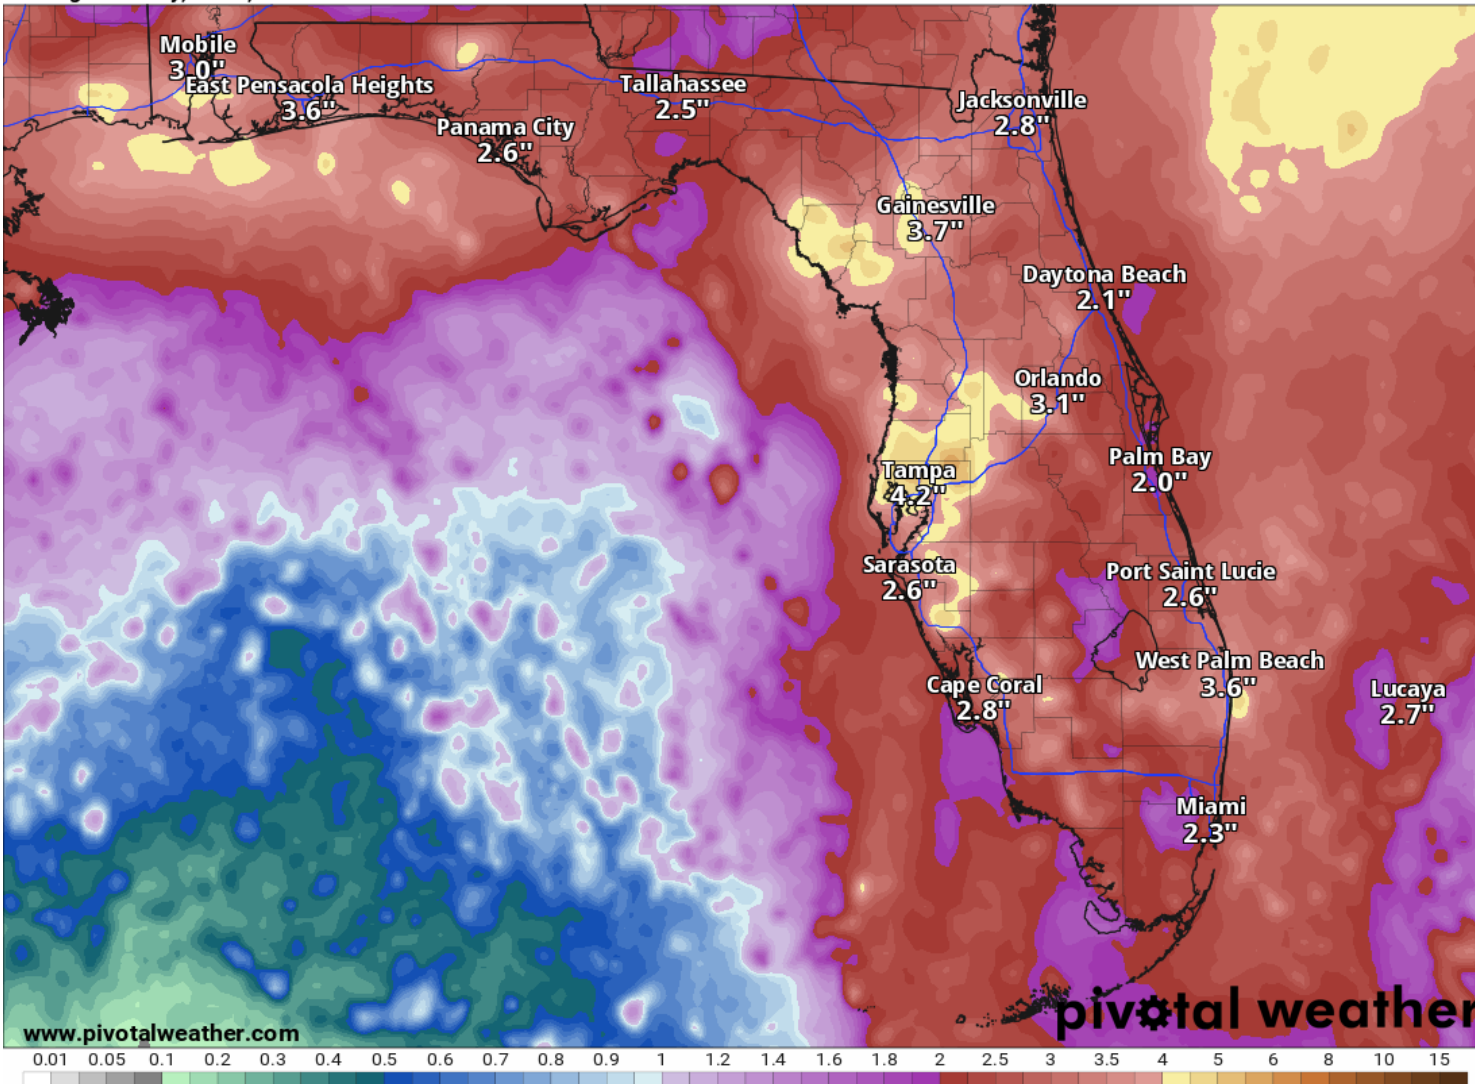 Mobile
3.0"
East Pensacola Heights
3.6"
Tallahassee
2.5"
Jacksonville
2.8"
Panama City
2.6"
Gainesville
3.7"
Daytona Beach
2.1"
Orlando
3.1"
Palm Bay
2.0"
Tampa
4.2"
Sarasota
2.6"
Port Saint Lucie
2.6"
West Palm Beach
3.6"
Cape Coral
2.8"
Lucaya
2.7"
Miami
2.3"
pivotal weather
www.pivotalweather.com
0.01 0.05 0.1 0.2 0.3 0.4 0.5 0.6 0.7 0.8 0.9 1 1.2 1.4 1.6 1.8 2 2.5 3 3.5 4 5 6 8 10 15